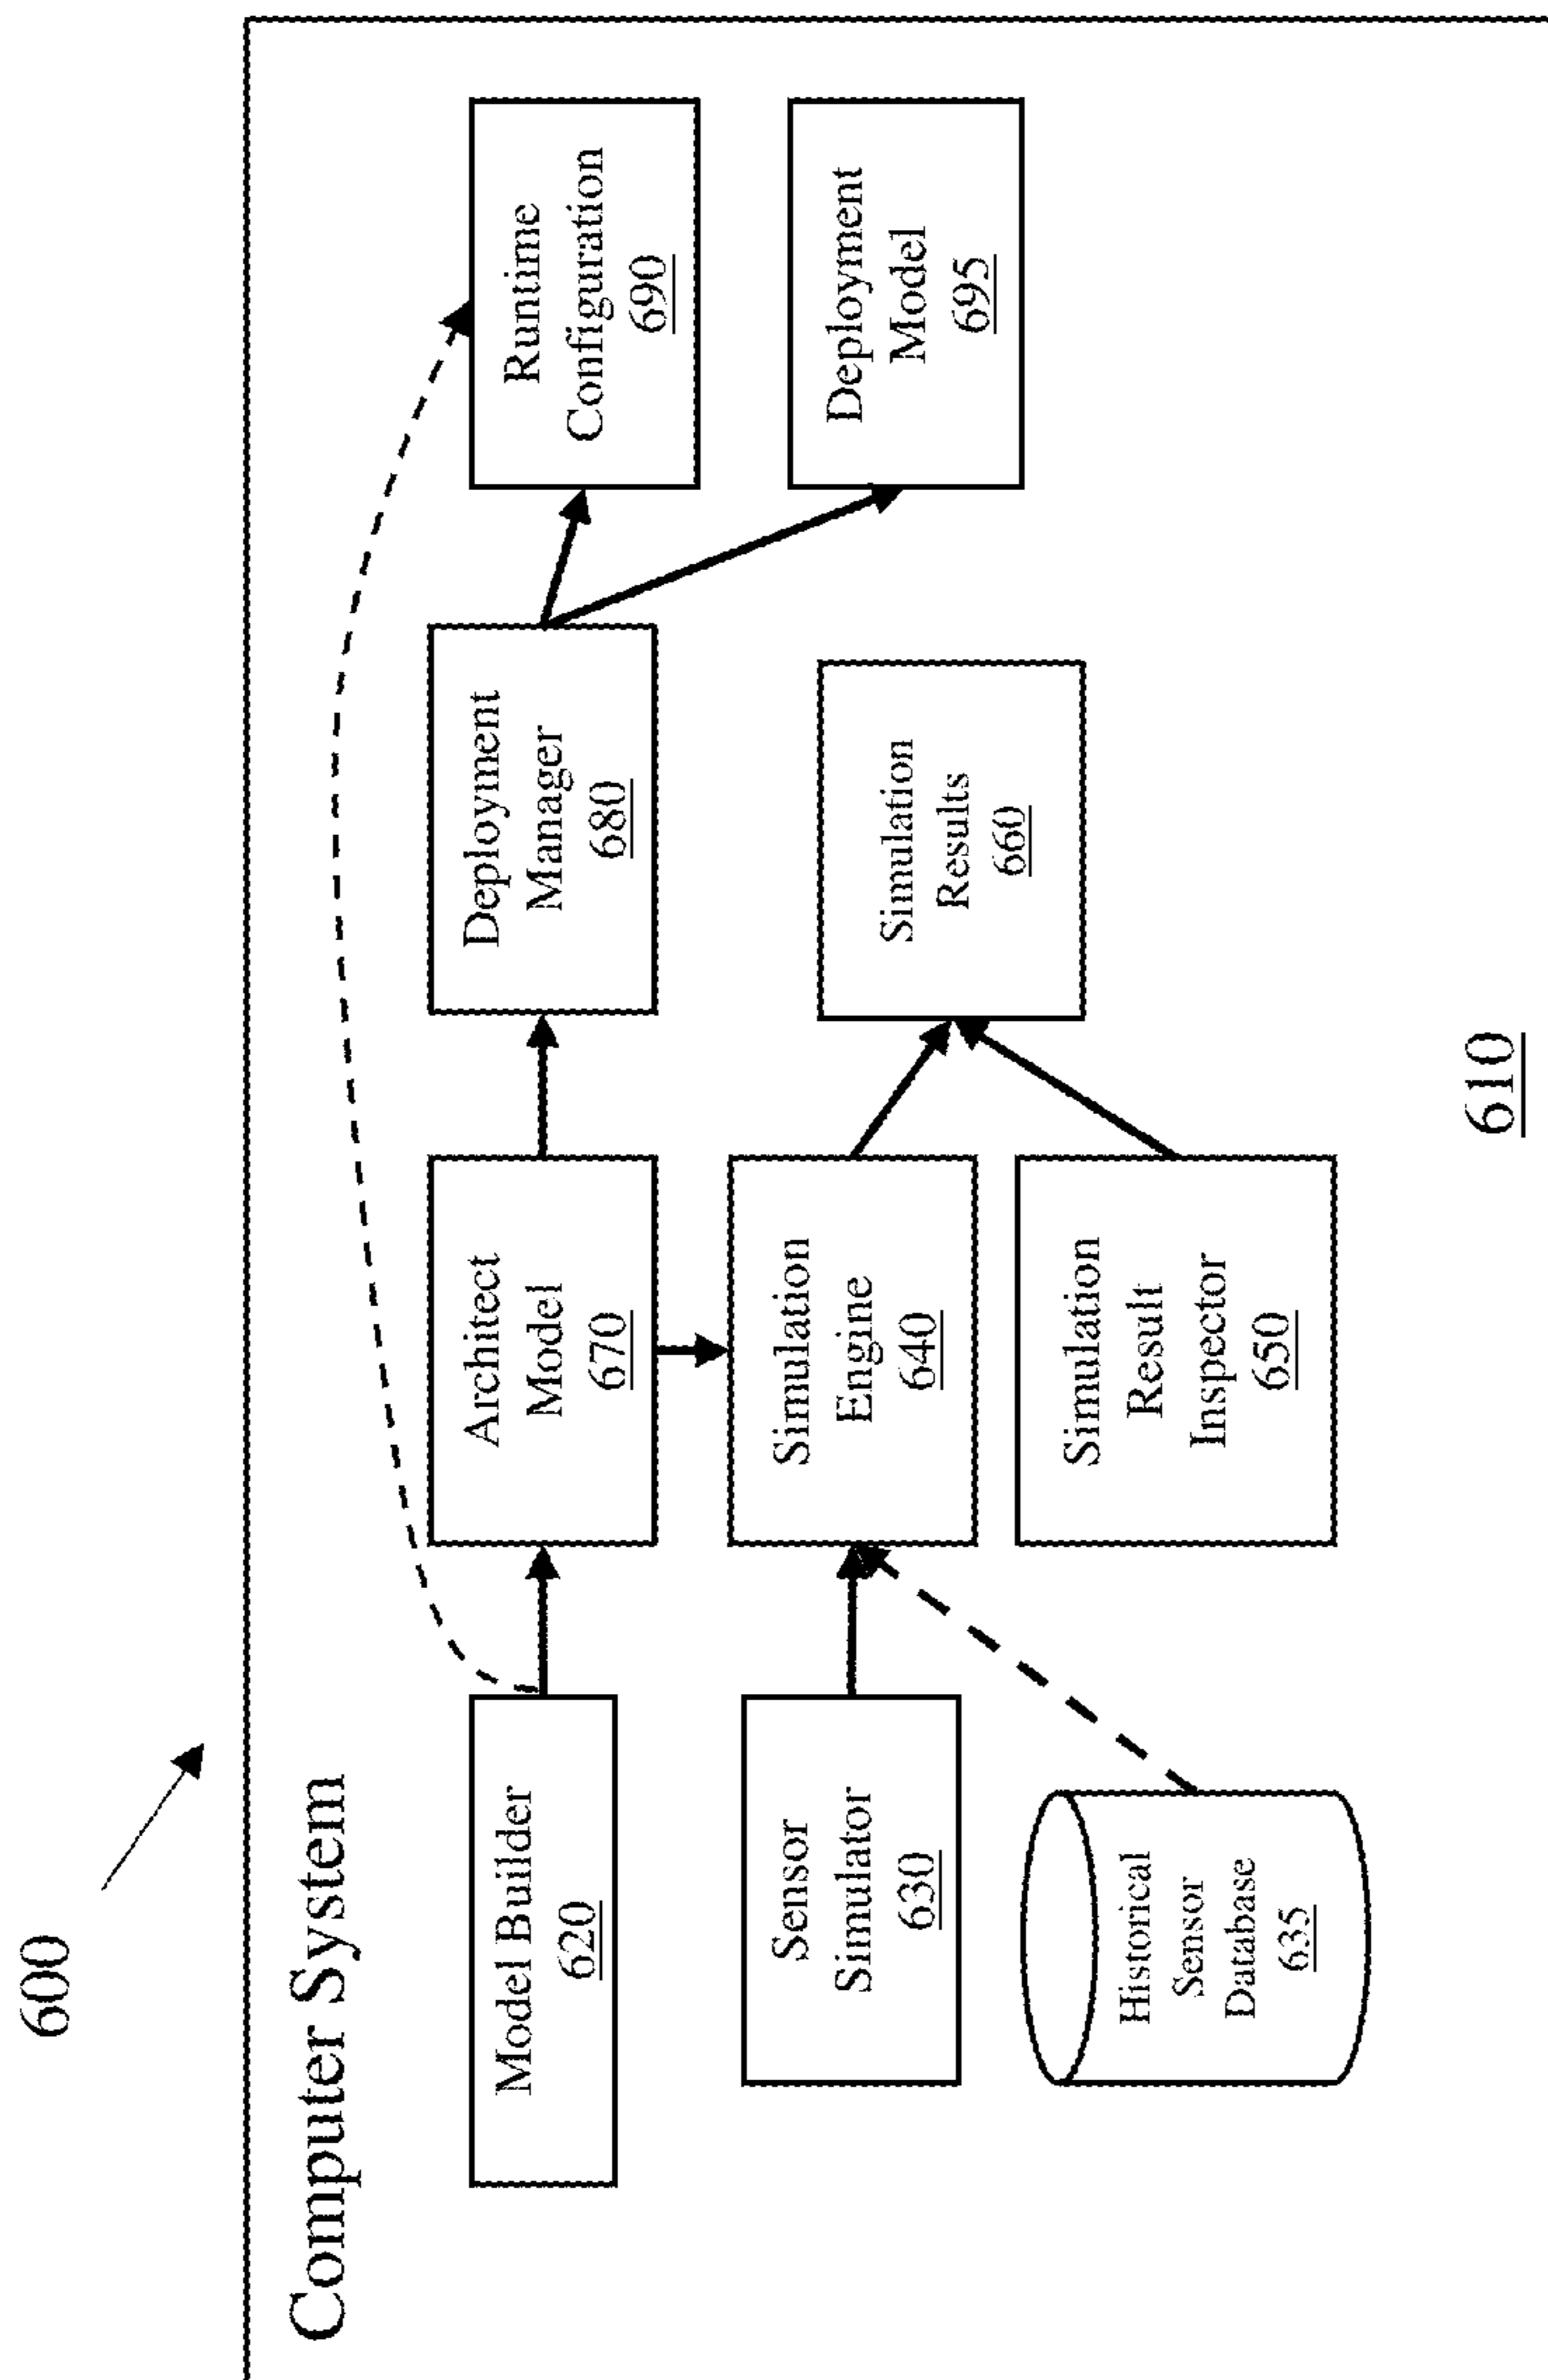 600
Computer System
Model Builder
620
Architect
Model
670
Deployment
Manager
680
Runtime
Configuration
690
Sensor
Simulator
630
Simulation
Engine
640
Simulation
Results
660
Deployment
Model
695
Historical
Sensor
Database
635
Simulation
Result
Inspector
650
610